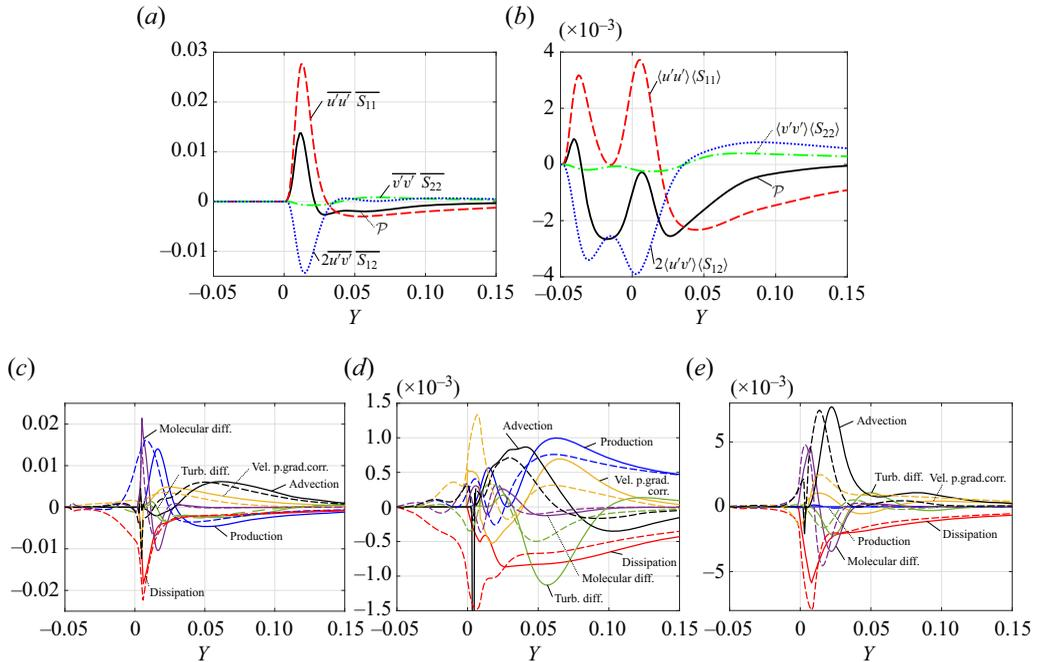 (a)
(b)
(×10⁻³)
0.03
0.02
0.01
0
−0.01
−0.05
0
0.05
0.10
0.15
Y
u′u′ S₁₁
v′v′ S₂₂
𝒫
2u′v′ S₁₂
4
2
0
−2
−4
−0.05
0
0.05
0.10
0.15
Y
⟨u′u′⟩⟨S₁₁⟩
⟨v′v′⟩⟨S₂₂⟩
𝒫
2⟨u′v′⟩⟨S₁₂⟩
(c)
0.02
0.01
0
−0.01
−0.02
−0.05
0
0.05
0.10
0.15
Y
Molecular diff.
Turb. diff.
Vel. p.grad.corr.
Advection
Production
Dissipation
(d)
(×10⁻³)
1.5
1.0
0.5
0
−0.5
−1.0
−1.5
−0.05
0
0.05
0.10
0.15
Y
Advection
Production
Vel. p.grad.
corr.
Dissipation
Molecular diff.
Turb. diff.
(e)
(×10⁻³)
5
0
−5
−0.05
0
0.05
0.10
0.15
Y
Advection
Turb. diff.
Vel. p.grad.corr.
Production
Dissipation
Molecular diff.